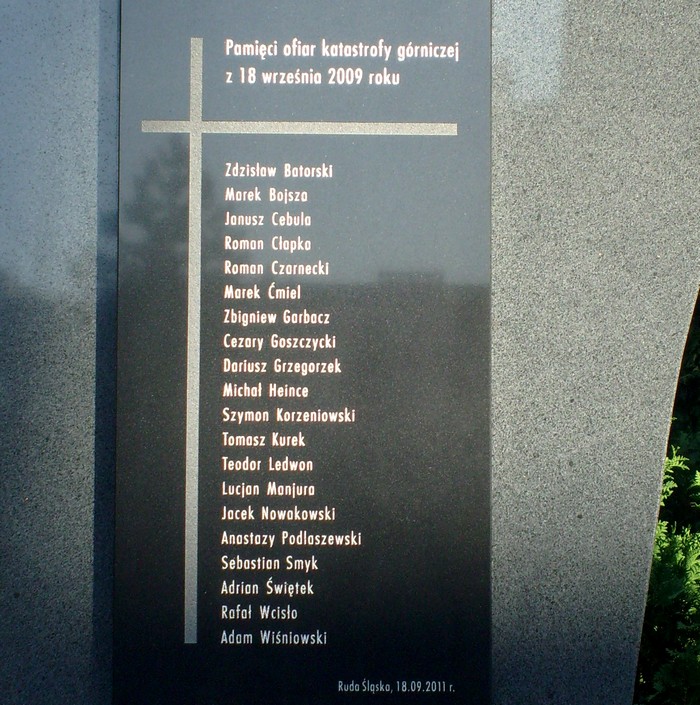 Pamięci ofiar katastrofy górniczej
z 18 września 2009 roku
Zdzisław Batorski
Marek Bojsza
Janusz Cebula
Roman Cłapka
Roman Czarnecki
Marek Ćmiel
Zbigniew Garbacz
Cezary Goszczycki
Dariusz Grzegorzek
Michał Heince
Szymon Korzeniowski
Tomasz Kurek
Teodor Ledwon
Lucjan Manjura
Jacek Nowakowski
Anastazy Podlaszewski
Sebastian Smyk
Adrian Świętek
Rafał Wcisło
Adam Wiśniowski
Ruda Śląska, 18.09.2011 r.